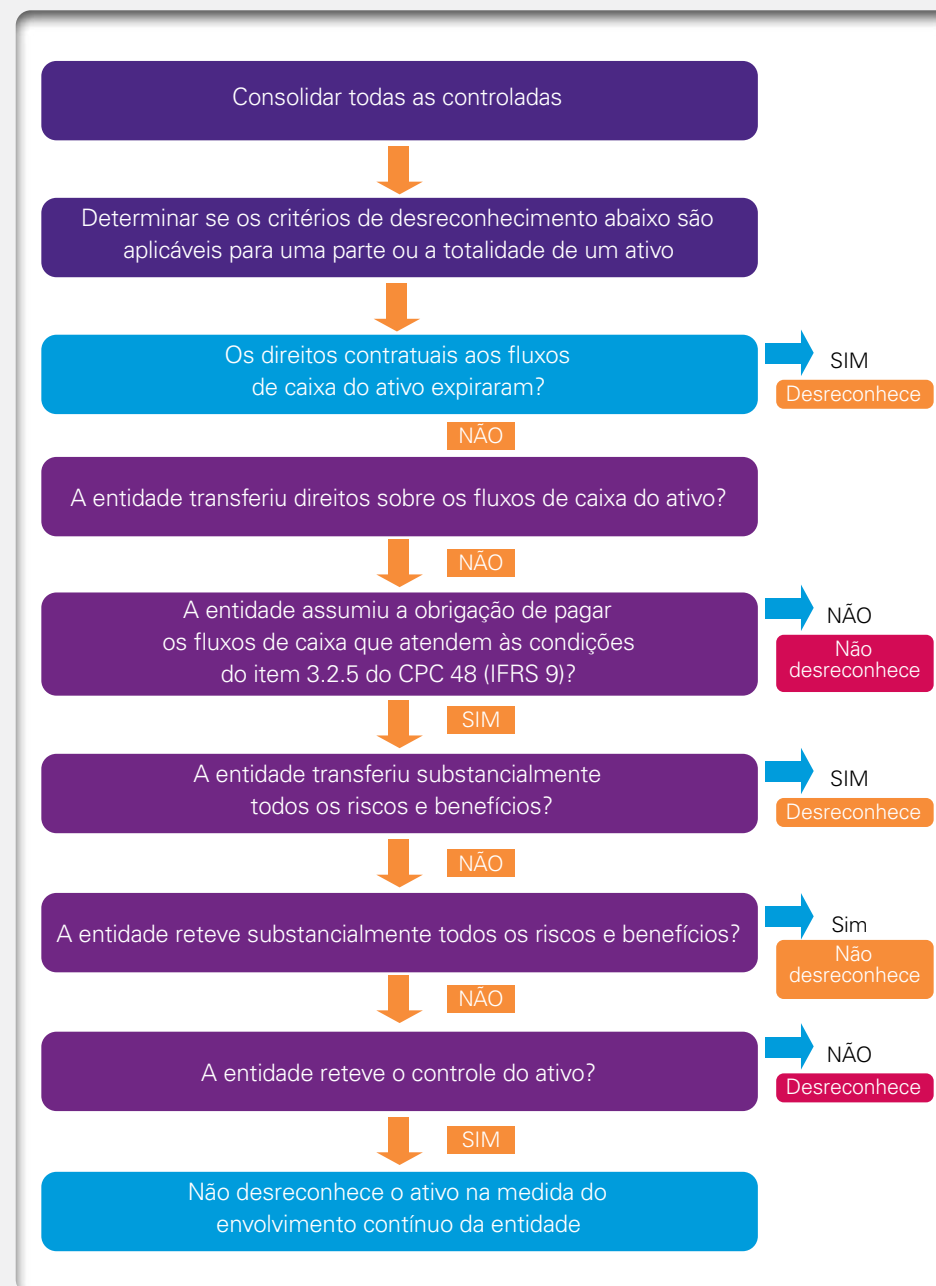 Consolidar todas as controladas
Determinar se os critérios de desreconhecimento abaixo são
aplicáveis para uma parte ou a totalidade de um ativo
Os direitos contratuais aos fluxos
de caixa do ativo expiraram?
SIM
Desreconhece
NÃO
A entidade transferiu direitos sobre os fluxos de caixa do ativo?
NÃO
A entidade assumiu a obrigação de pagar
os fluxos de caixa que atendem às condições
do item 3.2.5 do CPC 48 (IFRS 9)?
NÃO
Não
desreconhece
SIM
A entidade transferiu substancialmente
todos os riscos e benefícios?
SIM
Desreconhece
NÃO
A entidade reteve substancialmente todos os riscos e benefícios?
Sim
Não
desreconhece
NÃO
A entidade reteve o controle do ativo?
NÃO
Desreconhece
SIM
Não desreconhece o ativo na medida do
envolvimento contínuo da entidade